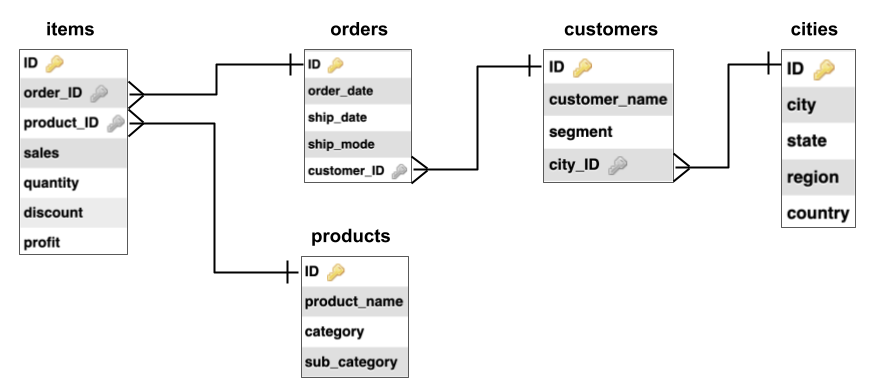 items
ID
order_ID
product_ID
sales
quantity
discount
profit
orders
ID
order_date
ship_date
ship_mode
customer_ID
customers
ID
customer_name
segment
city_ID
cities
ID
city
state
region
country
products
ID
product_name
category
sub_category